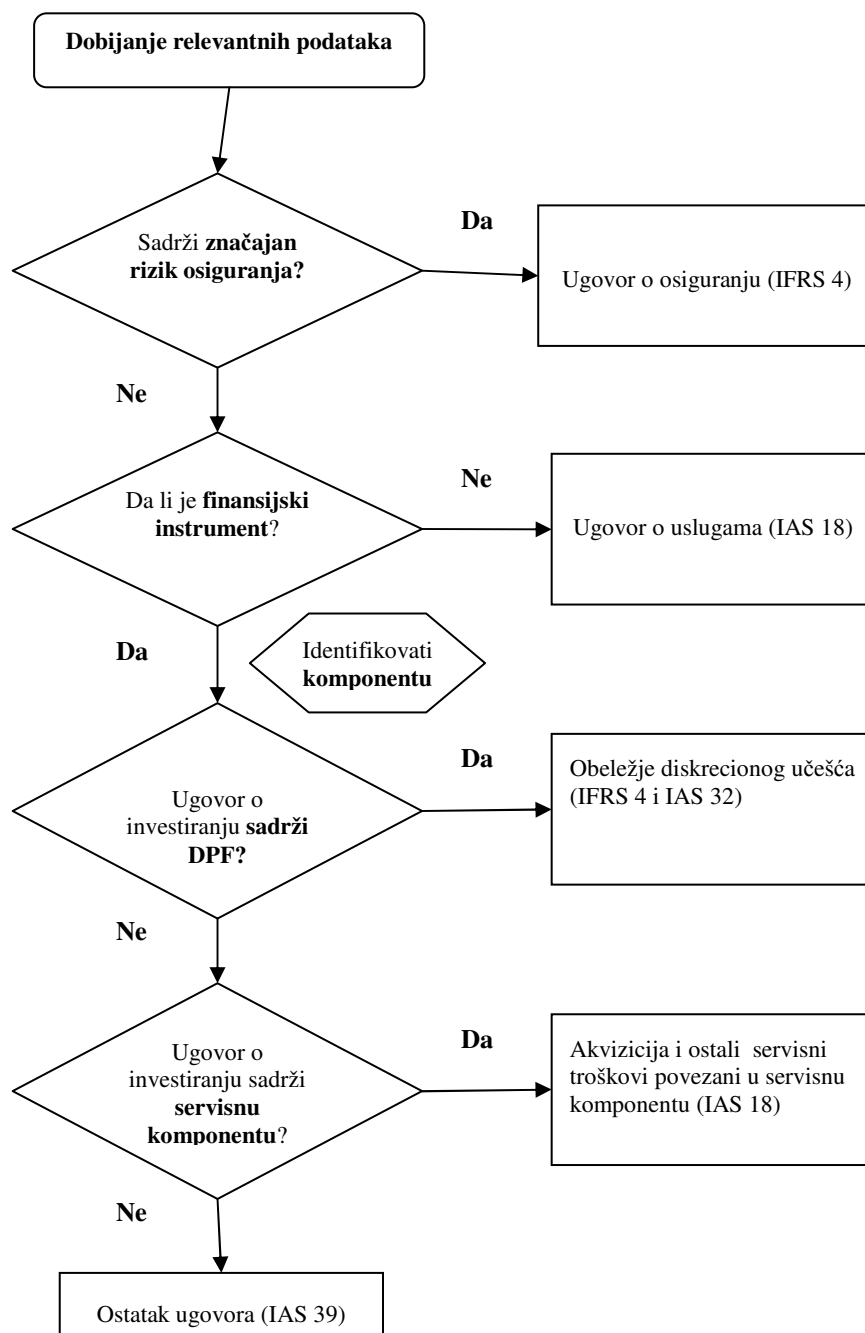 Dobijanje relevantnih podataka
Da
Sadrži značajan
rizik osiguranja?
Ugovor o osiguranju (IFRS 4)
Ne
Ne
Da li je finansijski
instrument?
Ugovor o uslugama (IAS 18)
Da
Identifikovati
komponentu
Da
Obeležje diskrecionog učešća
(IFRS 4 i IAS 32)
Ugovor o
investiranju sadrži
DPF?
Ne
Da
Akvizicija i ostali servisni
troškovi povezani u servisnu
komponentu (IAS 18)
Ugovor o
investiranju sadrži
servisnu
komponentu?
Ne
Ostatak ugovora (IAS 39)